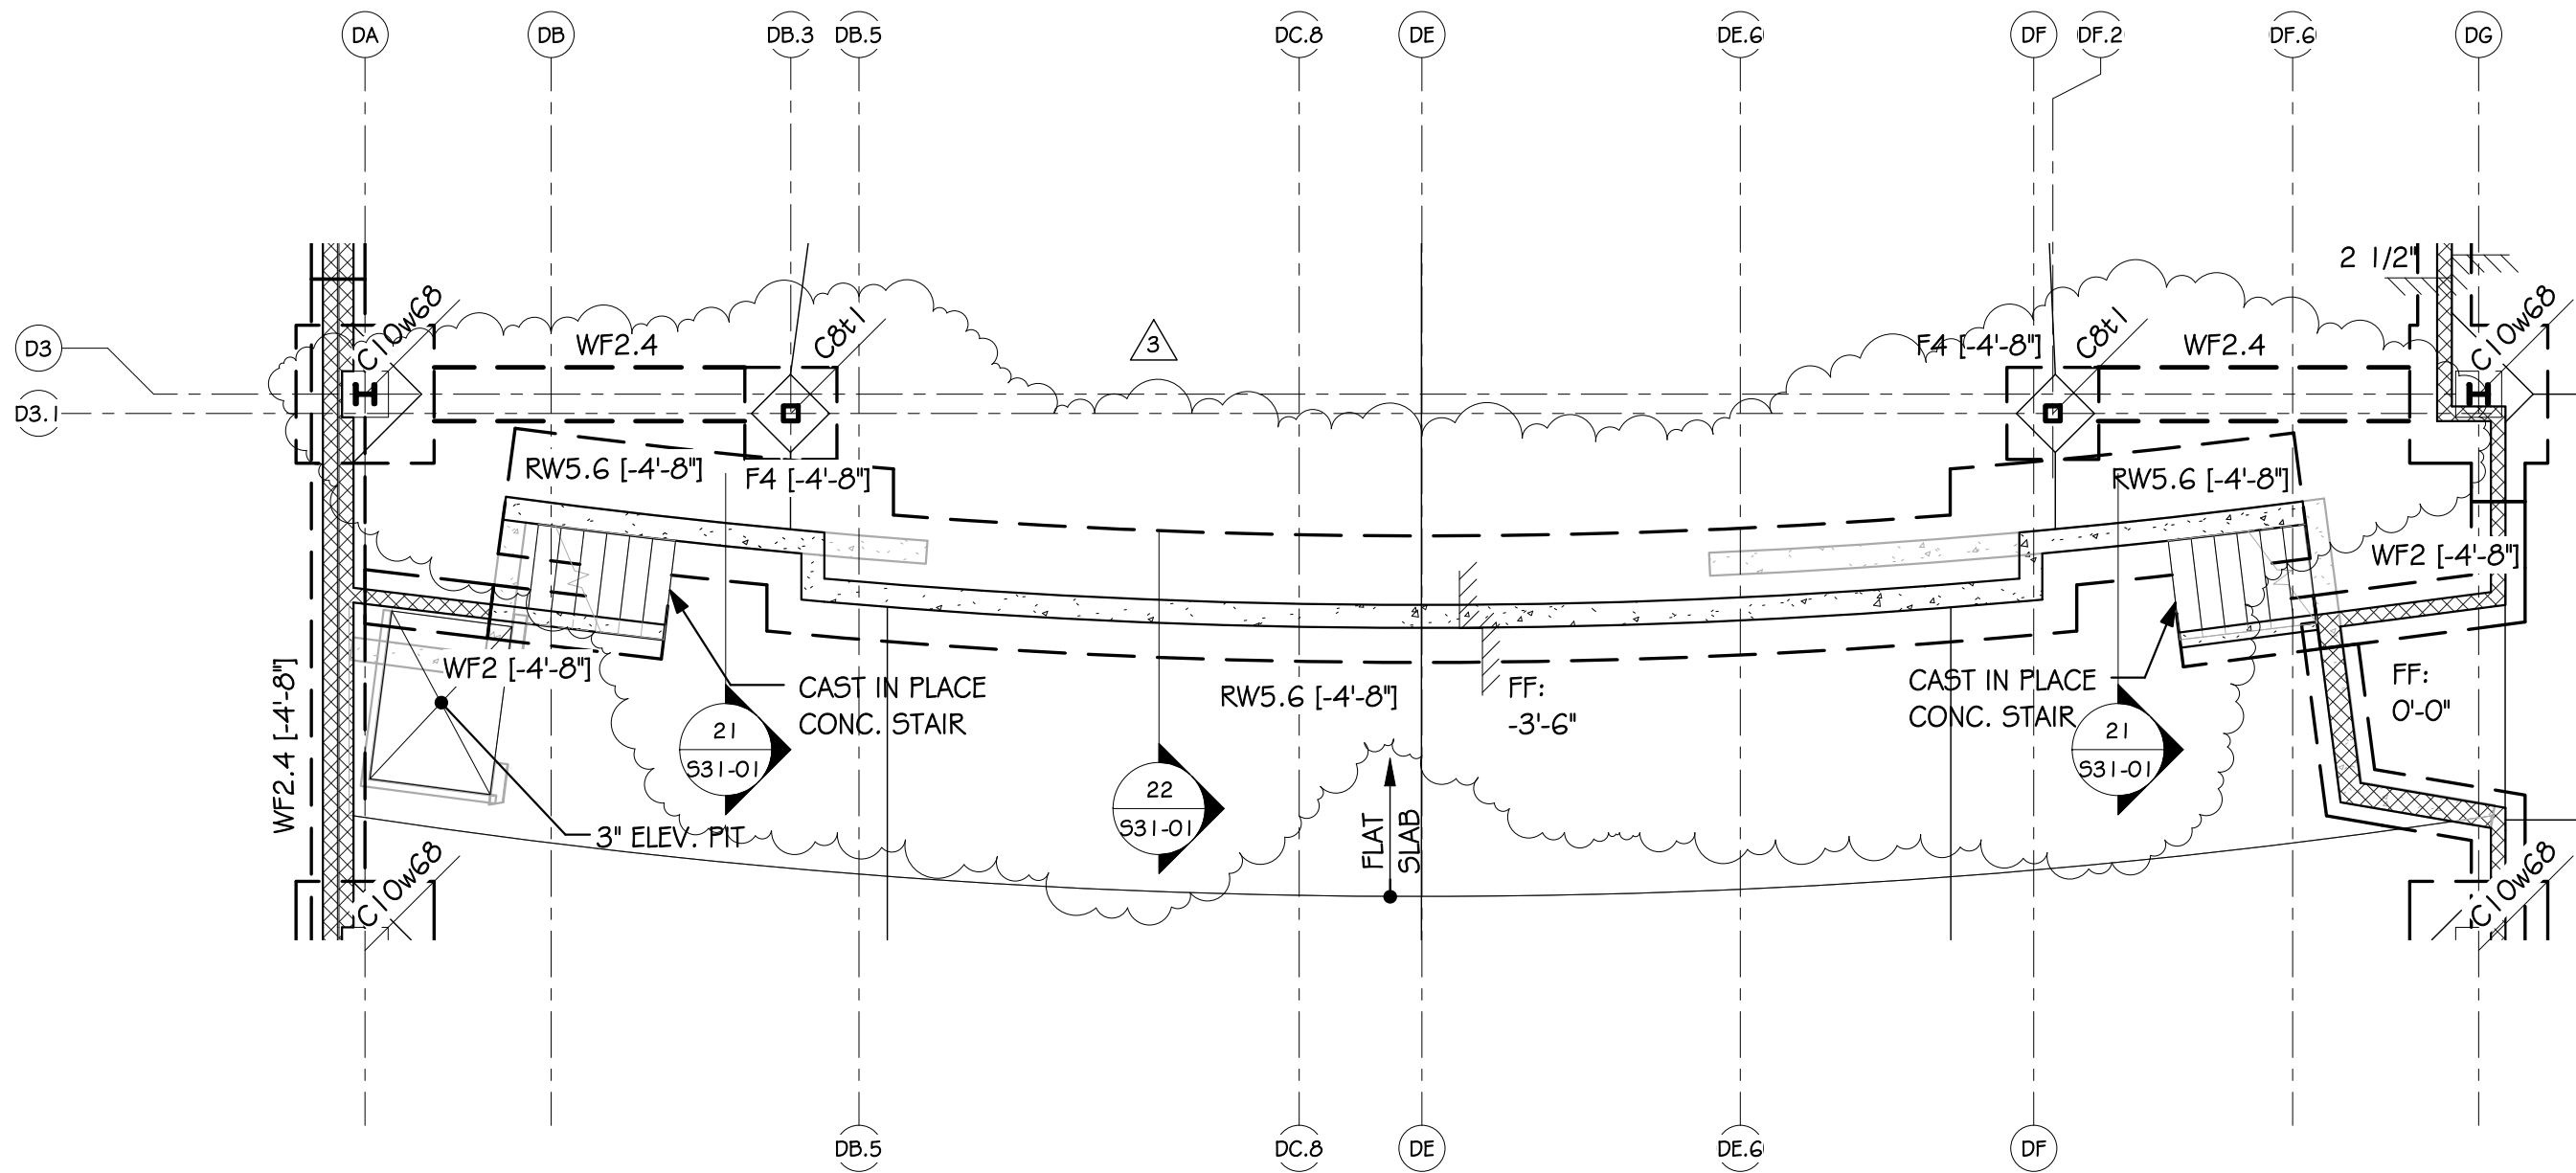 DA
DB
DB.3
DB.5
DC.8
DE
DE.6
DF
DF.2
DF.6
DG
2 1/2"
C10w68
C8t1
C8t1
C10w68
D3
WF2.4
3
F4 [-4'-8"]
WF2.4
D3.1
RW5.6 [-4'-8"]
F4 [-4'-8"]
RW5.6 [-4'-8"]
WF2 [-4'-8"]
WF2 [-4'-8"]
WF2.4 [-4'-8"]
CAST IN PLACE
CONC. STAIR
RW5.6 [-4'-8"]
FF:
-3'-6"
CAST IN PLACE
CONC. STAIR
FF:
0'-0"
21
S31-01
22
S31-01
21
S31-01
3" ELEV. PIT
FLAT
SLAB
C10w68
C10w68
DB.5
DC.8
DE
DE.6
DF